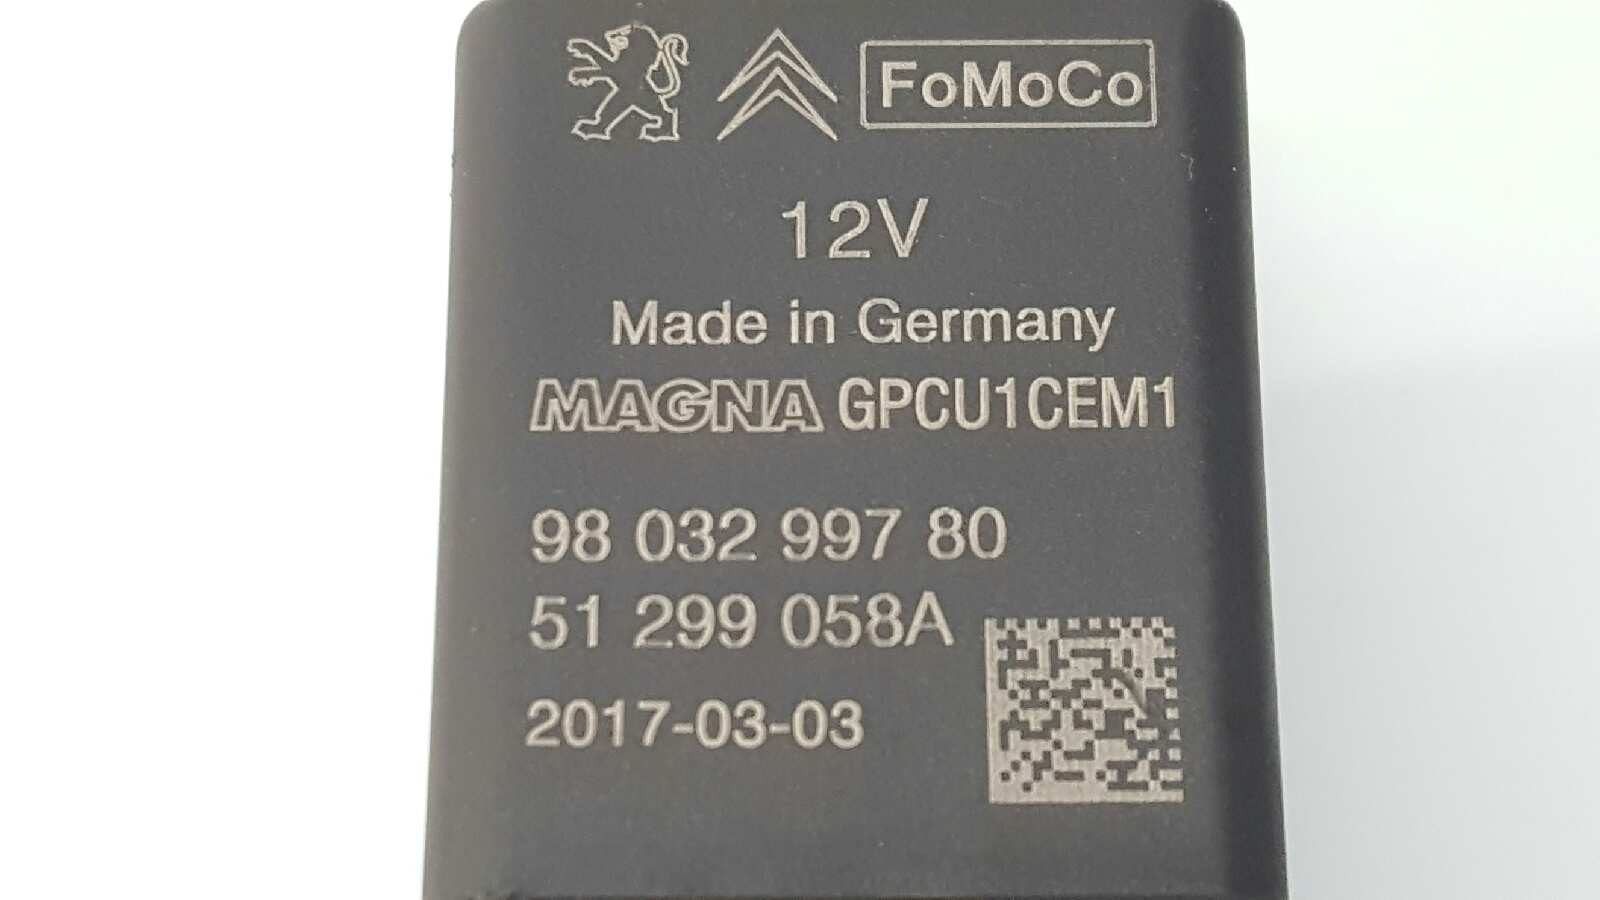 FoMoCo
12V
Made in Germany
MAGNA GPCU1CEM1
98 032 997 80
51 299 058A
2017-03-03